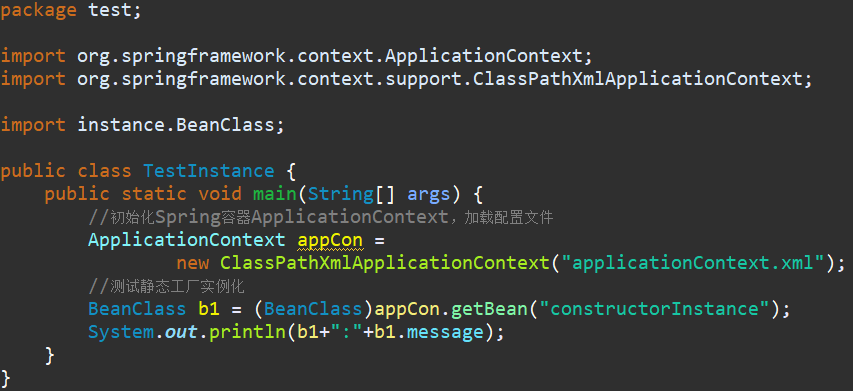 package test;
import org.springframework.context.ApplicationContext;
import org.springframework.context.support.ClassPathXmlApplicationContext;
import instance.BeanClass;
public class TestInstance {
    public static void main(String[] args) {
        //初始化Spring容器ApplicationContext，加载配置文件
        ApplicationContext appCon =
                new ClassPathXmlApplicationContext("applicationContext.xml");
        //测试静态工厂实例化
        BeanClass b1 = (BeanClass)appCon.getBean("constructorInstance");
        System.out.println(b1+":"+b1.message);
    }
}